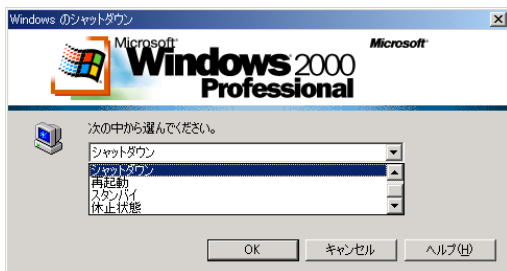 Windows のシャットダウン
Microsoft
Microsoft
Windows 2000
Professional
次の中から選んでください。
シャットダウン
シャットダウン
再起動
スタンバイ
休止状態
OK
キャンセル
ヘルプ(H)